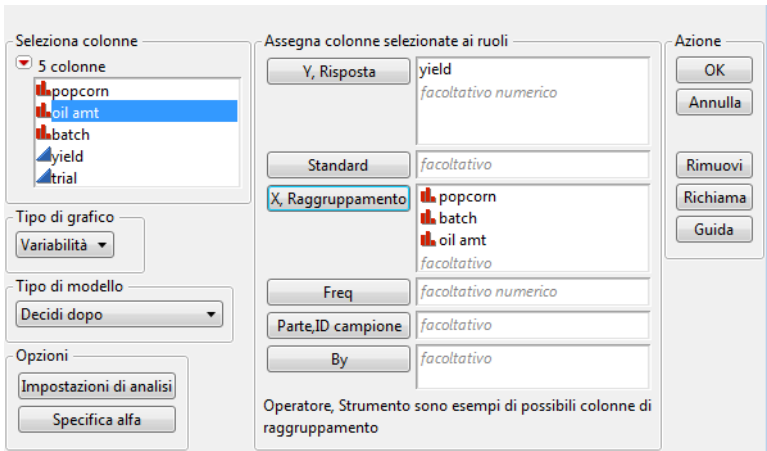 Seleziona colonne
5 colonne
popcorn
oil amt
batch
yield
trial
Tipo di grafico
Variabilità
Tipo di modello
Decidi dopo
Opzioni
Impostazioni di analisi
Specifica alfa
Assegna colonne selezionate ai ruoli
Y, Risposta
yield
facoltativo numerico
Standard
facoltativo
X, Raggruppamento
popcorn
batch
oil amt
facoltativo
Freq
facoltativo numerico
Parte,ID campione
facoltativo
By
facoltativo
Operatore, Strumento sono esempi di possibili colonne di
raggruppamento
Azione
OK
Annulla
Rimuovi
Richiama
Guida